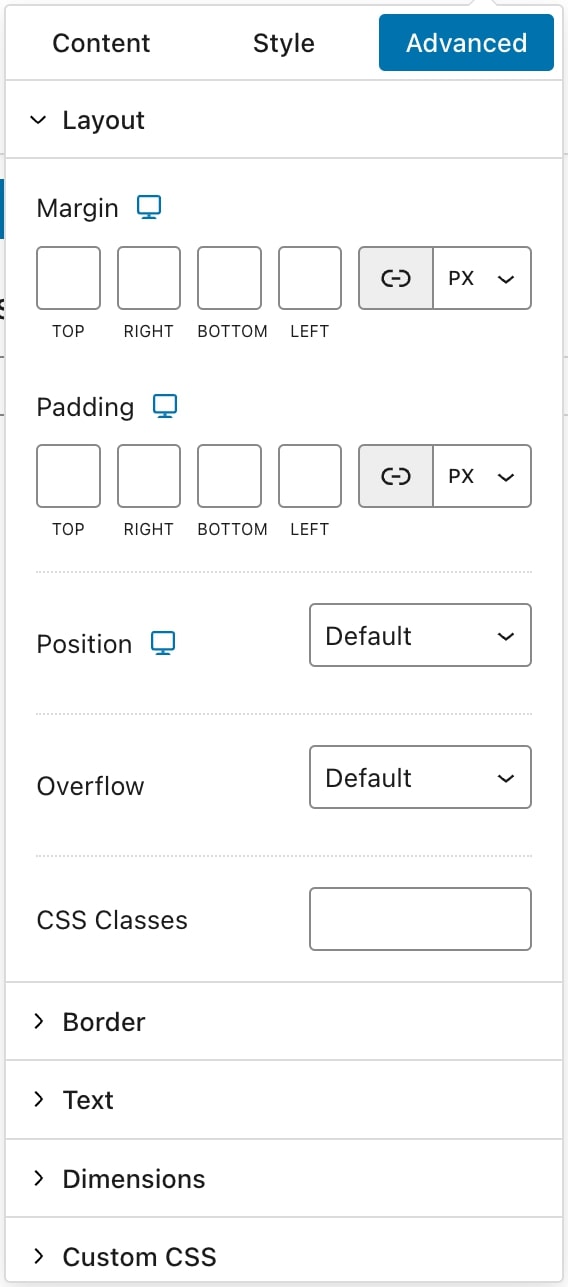 Content Style Advanced
Layout
Margin
PX
TOP RIGHT BOTTOM LEFT
Padding
PX
TOP RIGHT BOTTOM LEFT
Position Default
Overflow Default
CSS Classes
Border
Text
Dimensions
Custom CSS